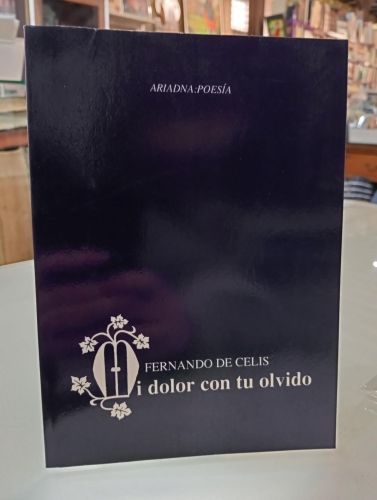 ARIADNA:POESÍA
FERNANDO DE CELIS
Mi dolor con tu olvido